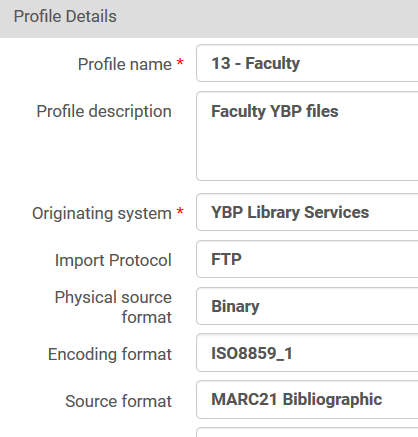 Profile Details
Profile name * 13 - Faculty
Profile description Faculty YBP files
Originating system * YBP Library Services
Import Protocol FTP
Physical source
format Binary
Encoding format ISO8859_1
Source format MARC21 Bibliographic